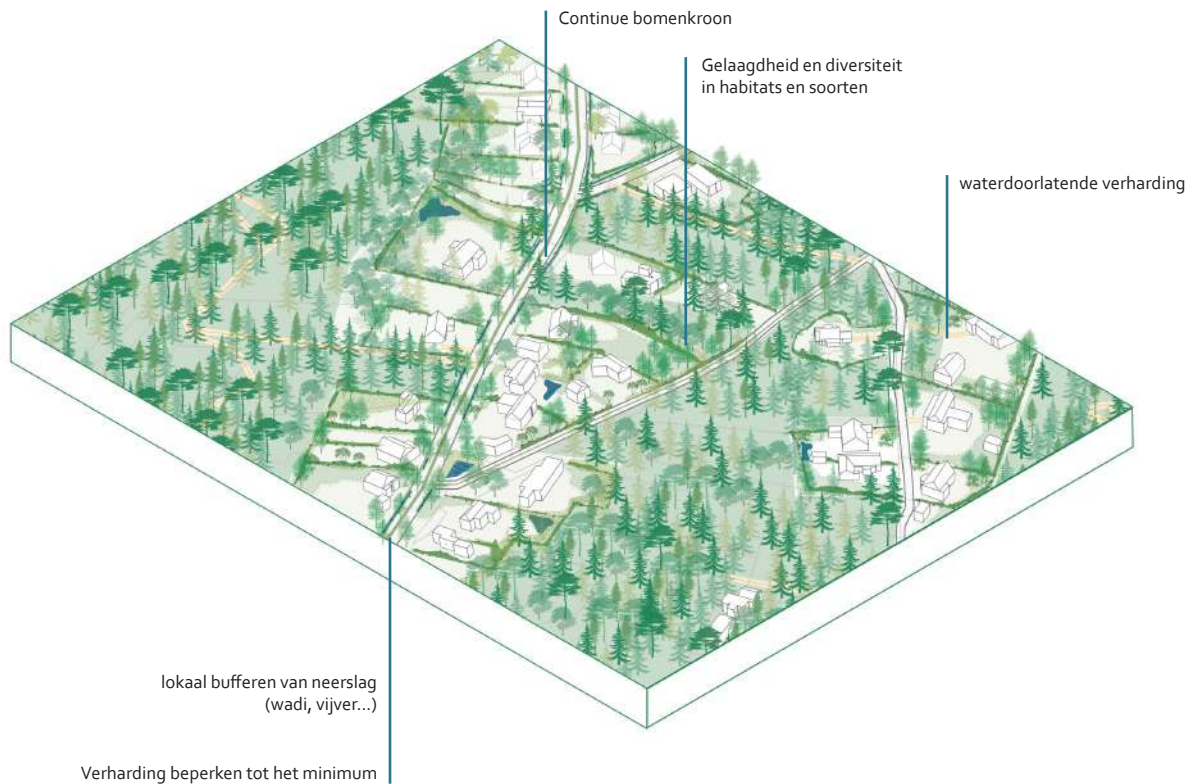 Continue bomenkroon
Gelaagdheid en diversiteit
in habitats en soorten
waterdoorlatende verharding
lokaal bufferen van neerslag
(wadi, vijver...)
Verharding beperken tot het minimum